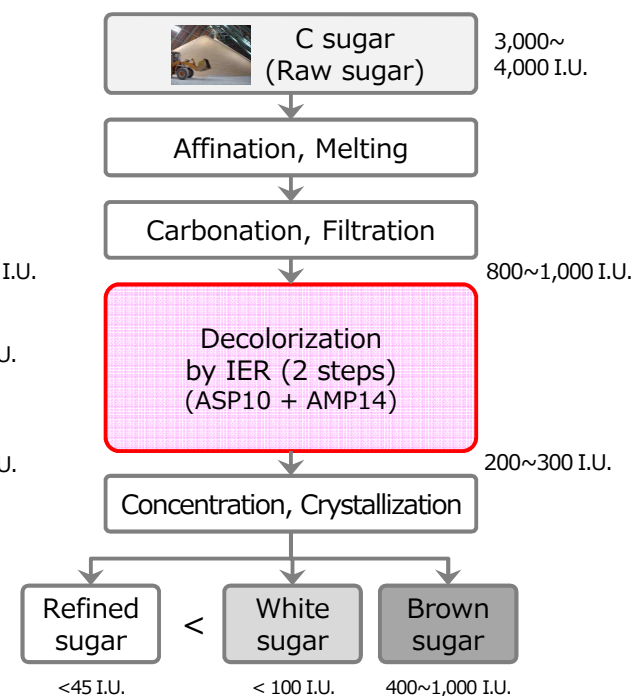 C sugar
(Raw sugar)
3,000~
4,000 I.U.
Affination, Melting
Carbonation, Filtration
I.U.
800~1,000 I.U.
Decolorization
by IER (2 steps)
(ASP10 + AMP14)
U.
U.
200~300 I.U.
Concentration, Crystallization
Refined
sugar
<
White
sugar
Brown
sugar
<45 I.U.
< 100 I.U.
400~1,000 I.U.